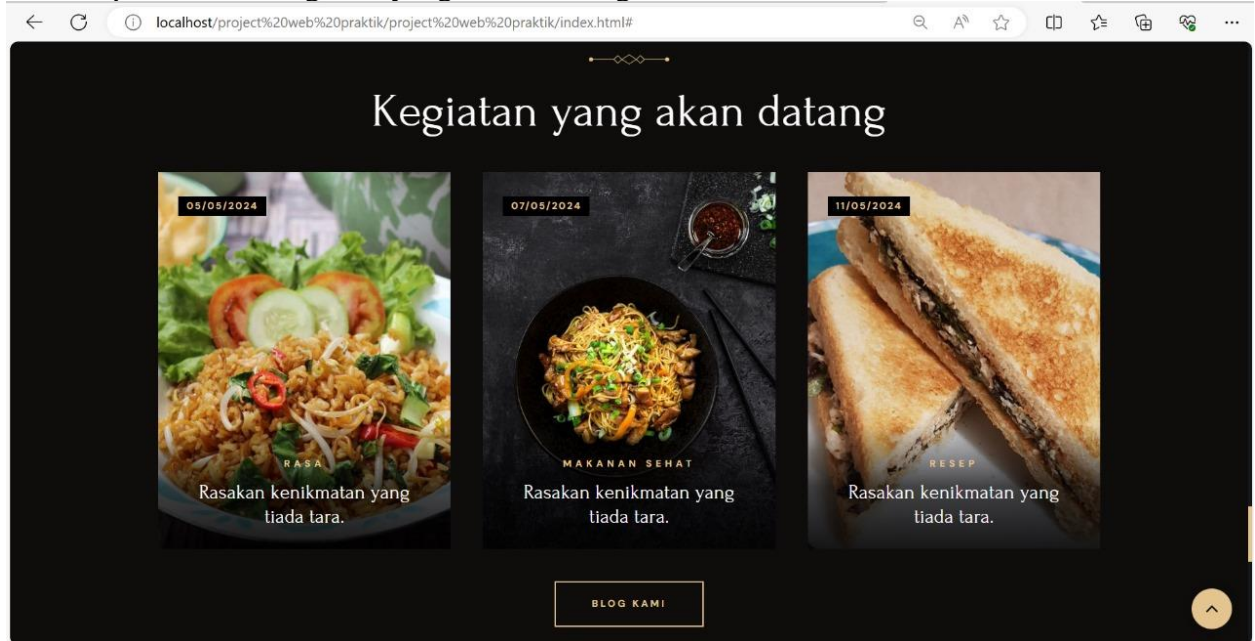 localhost/project%20web%20praktik/project%20web%20praktik/index.html#
Kegiatan yang akan datang
05/05/2024
RASA
Rasakan kenikmatan yang
tiada tara.
07/05/2024
MAKANAN SEHAT
Rasakan kenikmatan yang
tiada tara.
11/05/2024
RESEP
Rasakan kenikmatan yang
tiada tara.
BLOG KAMI